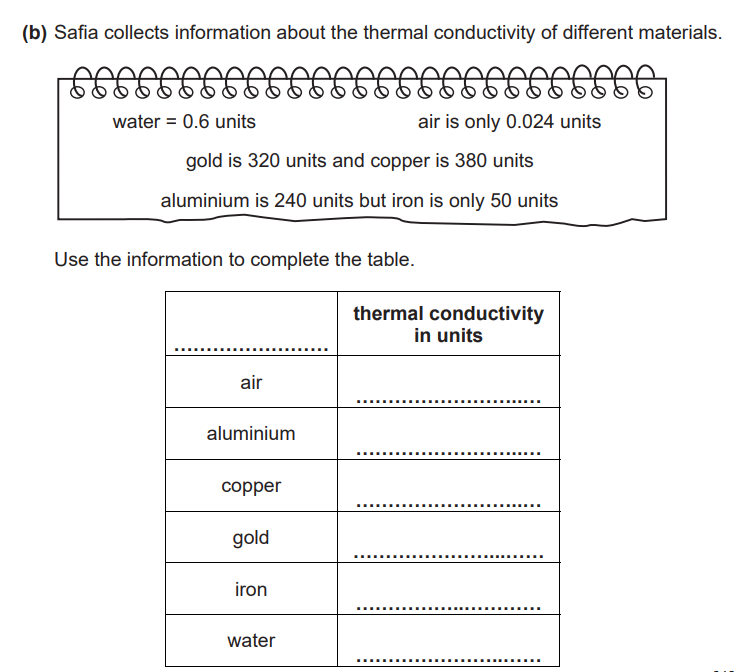 (b) Safia collects information about the thermal conductivity of different materials.
water = 0.6 units air is only 0.024 units
gold is 320 units and copper is 380 units
aluminium is 240 units but iron is only 50 units
Use the information to complete the table.
thermal conductivity
in units
........................
air
.............................
aluminium
.............................
copper
.............................
gold
.............................
iron
.............................
water
.............................